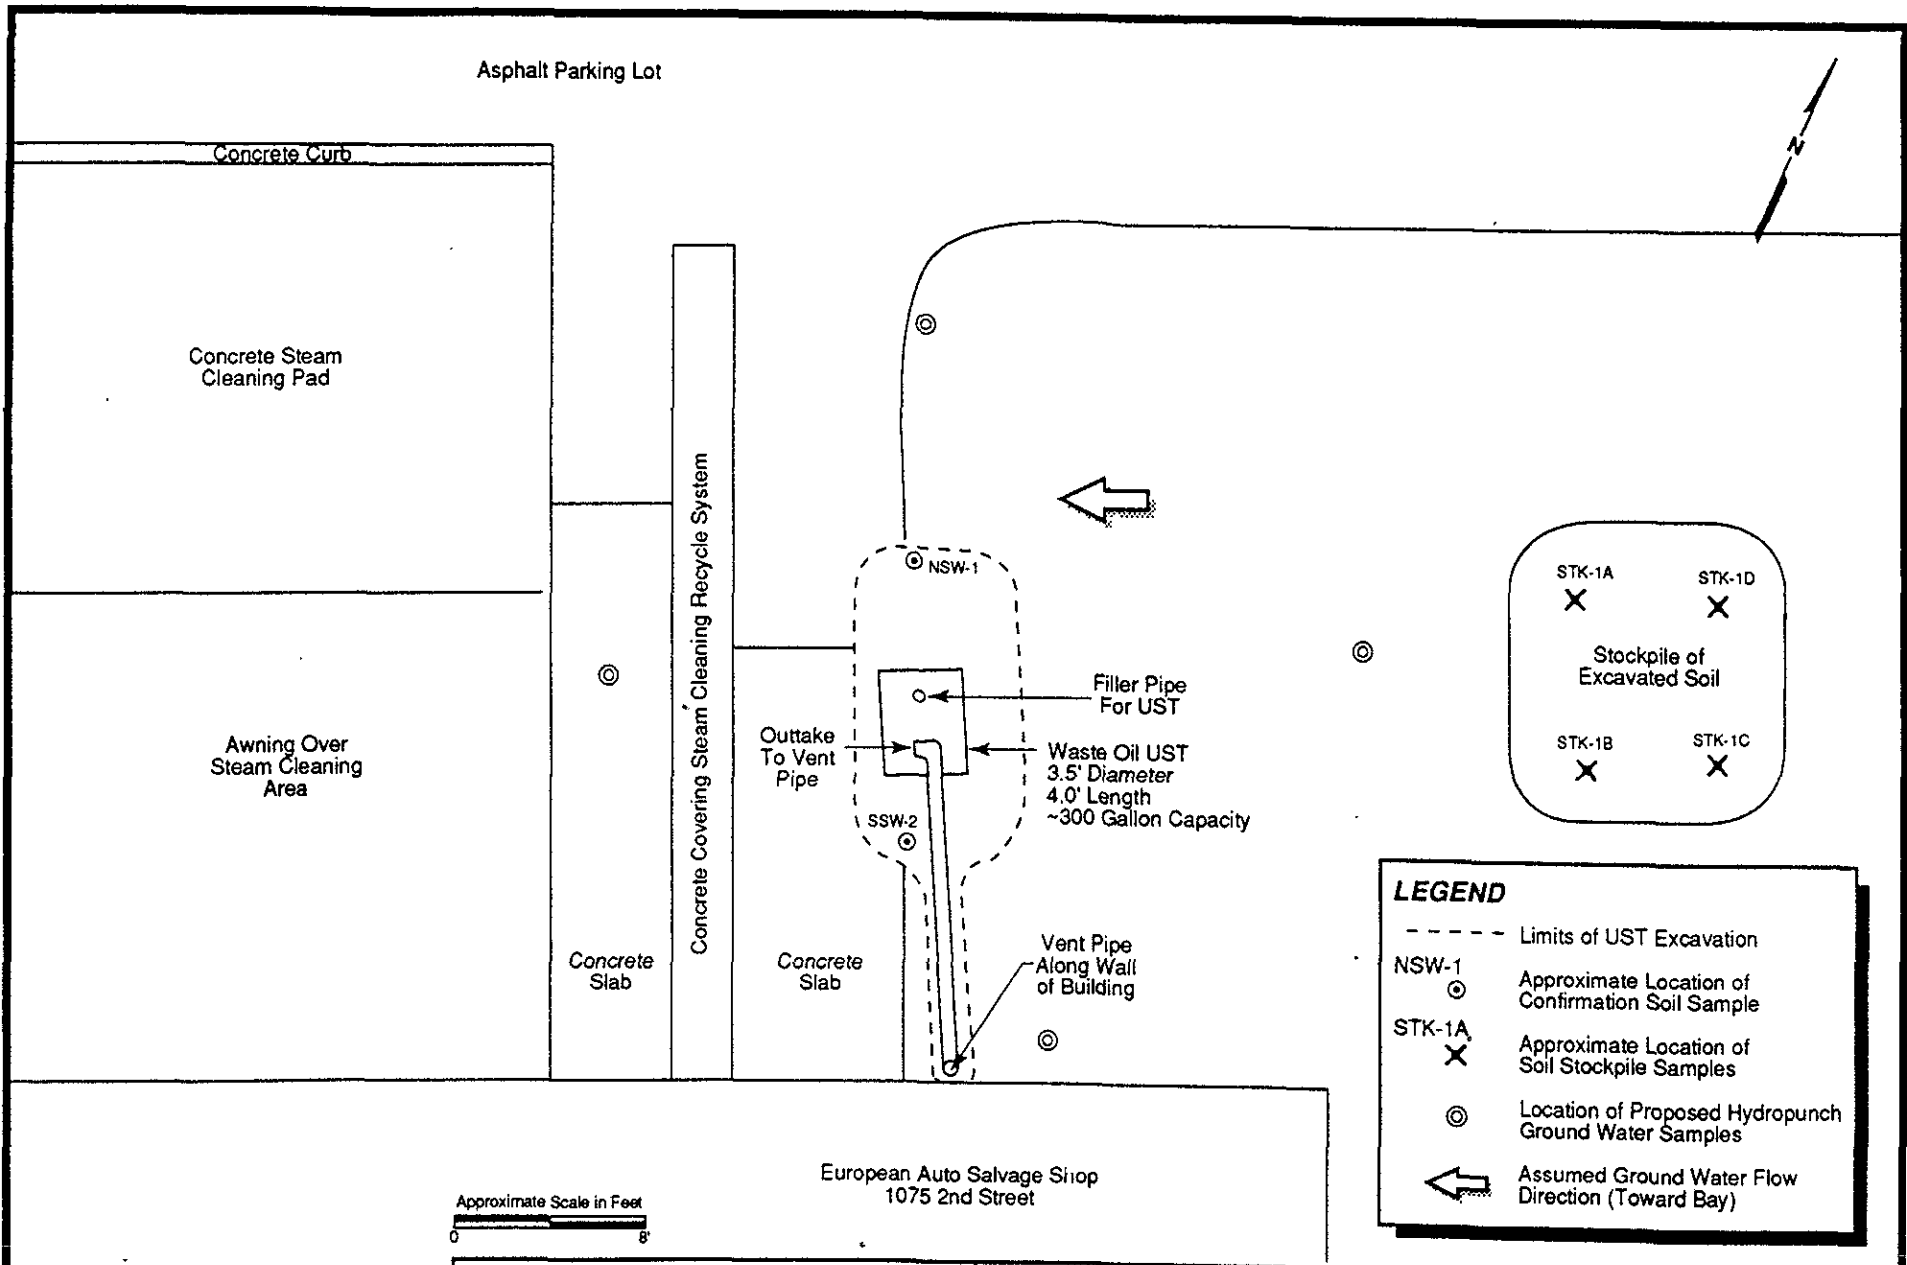 Asphalt Parking Lot
Concrete Curb
N
Concrete Steam
Cleaning Pad
Concrete Covering Steam Cleaning Recycle System
NSW-1
STK-1A
STK-1D
Stockpile of
Excavated Soil
STK-1B
STK-1C
Filler Pipe
For UST
Outtake
To Vent
Pipe
Waste Oil UST
3.5' Diameter
4.0' Length
~300 Gallon Capacity
Awning Over
Steam Cleaning
Area
SSW-2
Concrete
Slab
Concrete
Slab
Vent Pipe
Along Wall
of Building
LEGEND
Limits of UST Excavation
NSW-1
Approximate Location of
Confirmation Soil Sample
STK-1A
Approximate Location of
Soil Stockpile Samples
Location of Proposed Hydropunch
Ground Water Samples
Assumed Ground Water Flow
Direction (Toward Bay)
European Auto Salvage Shop
1075 2nd Street
Approximate Scale in Feet
0 8'